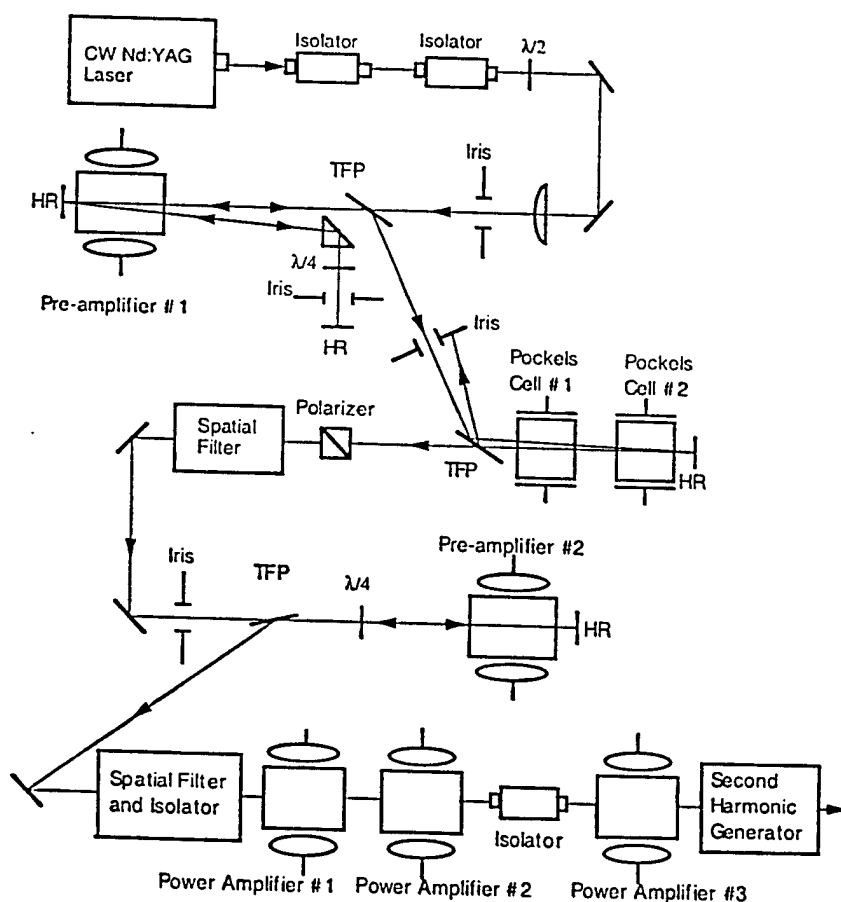 CW Nd:YAG
Laser
Isolator
Isolator
λ/2
Iris
TFP
HR
λ/4
Iris
HR
Pre-amplifier #1
Iris
Pockels
Cell #1
Pockels
Cell #2
Polarizer
Spatial
Filter
TFP
HR
Pre-amplifier #2
Iris
TFP
λ/4
HR
Spatial Filter
and Isolator
Isolator
Second
Harmonic
Generator
Power Amplifier #1
Power Amplifier #2
Power Amplifier #3